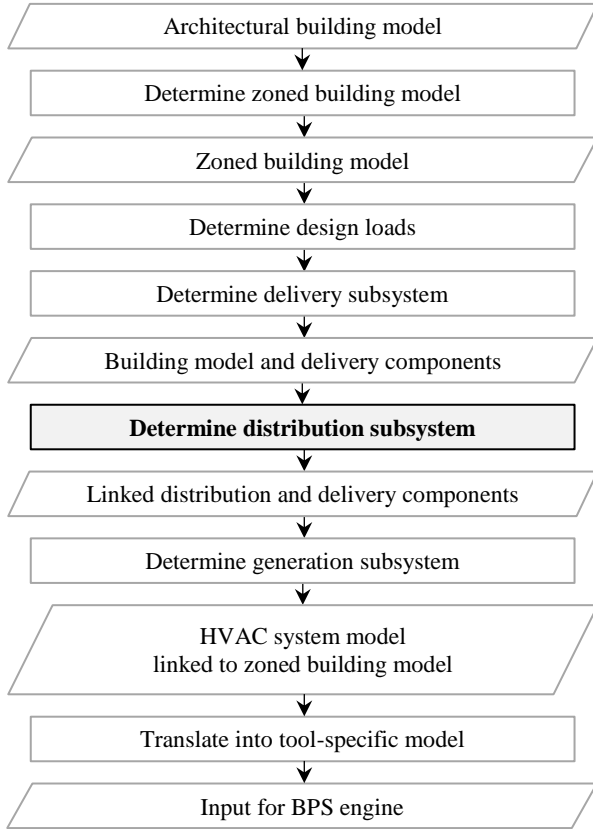 Architectural building model
Determine zoned building model
Zoned building model
Determine design loads
Determine delivery subsystem
Building model and delivery components
Determine distribution subsystem
Linked distribution and delivery components
Determine generation subsystem
HVAC system model
linked to zoned building model
Translate into tool-specific model
Input for BPS engine